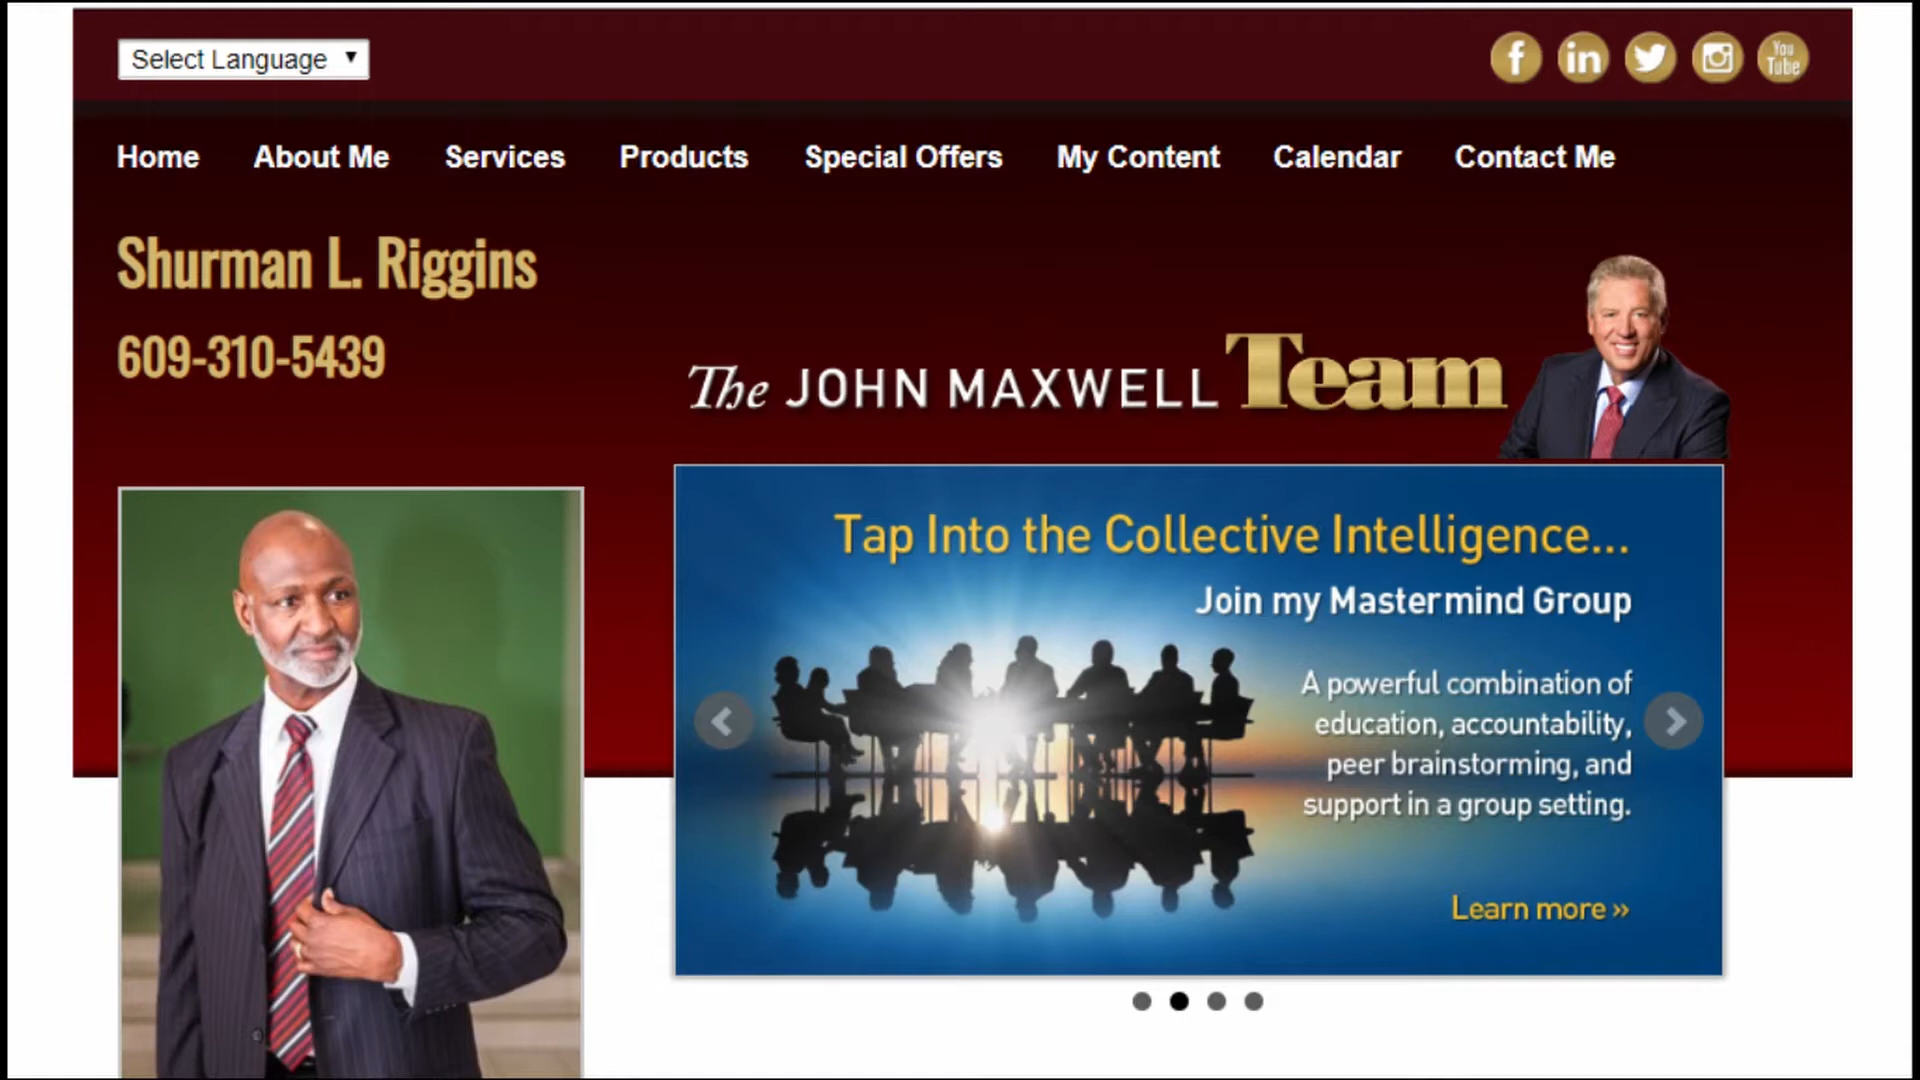 Select Language
You
Tube
Home About Me Services Products Special Offers My Content Calendar Contact Me
Shurman L. Riggins
609-310-5439
The JOHN MAXWELL Team
Tap Into the Collective Intelligence...
Join my Mastermind Group
A powerful combination of
education, accountability,
peer brainstorming, and
support in a group setting.
Learn more »